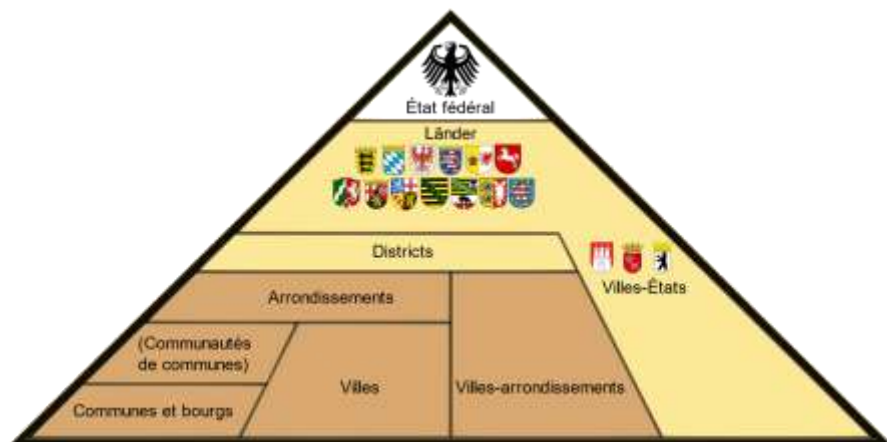 État fédéral
Länder
Districts
Villes-États
Arrondissements
(Communautés
de communes)
Villes
Villes-arrondissements
Communes et bourgs